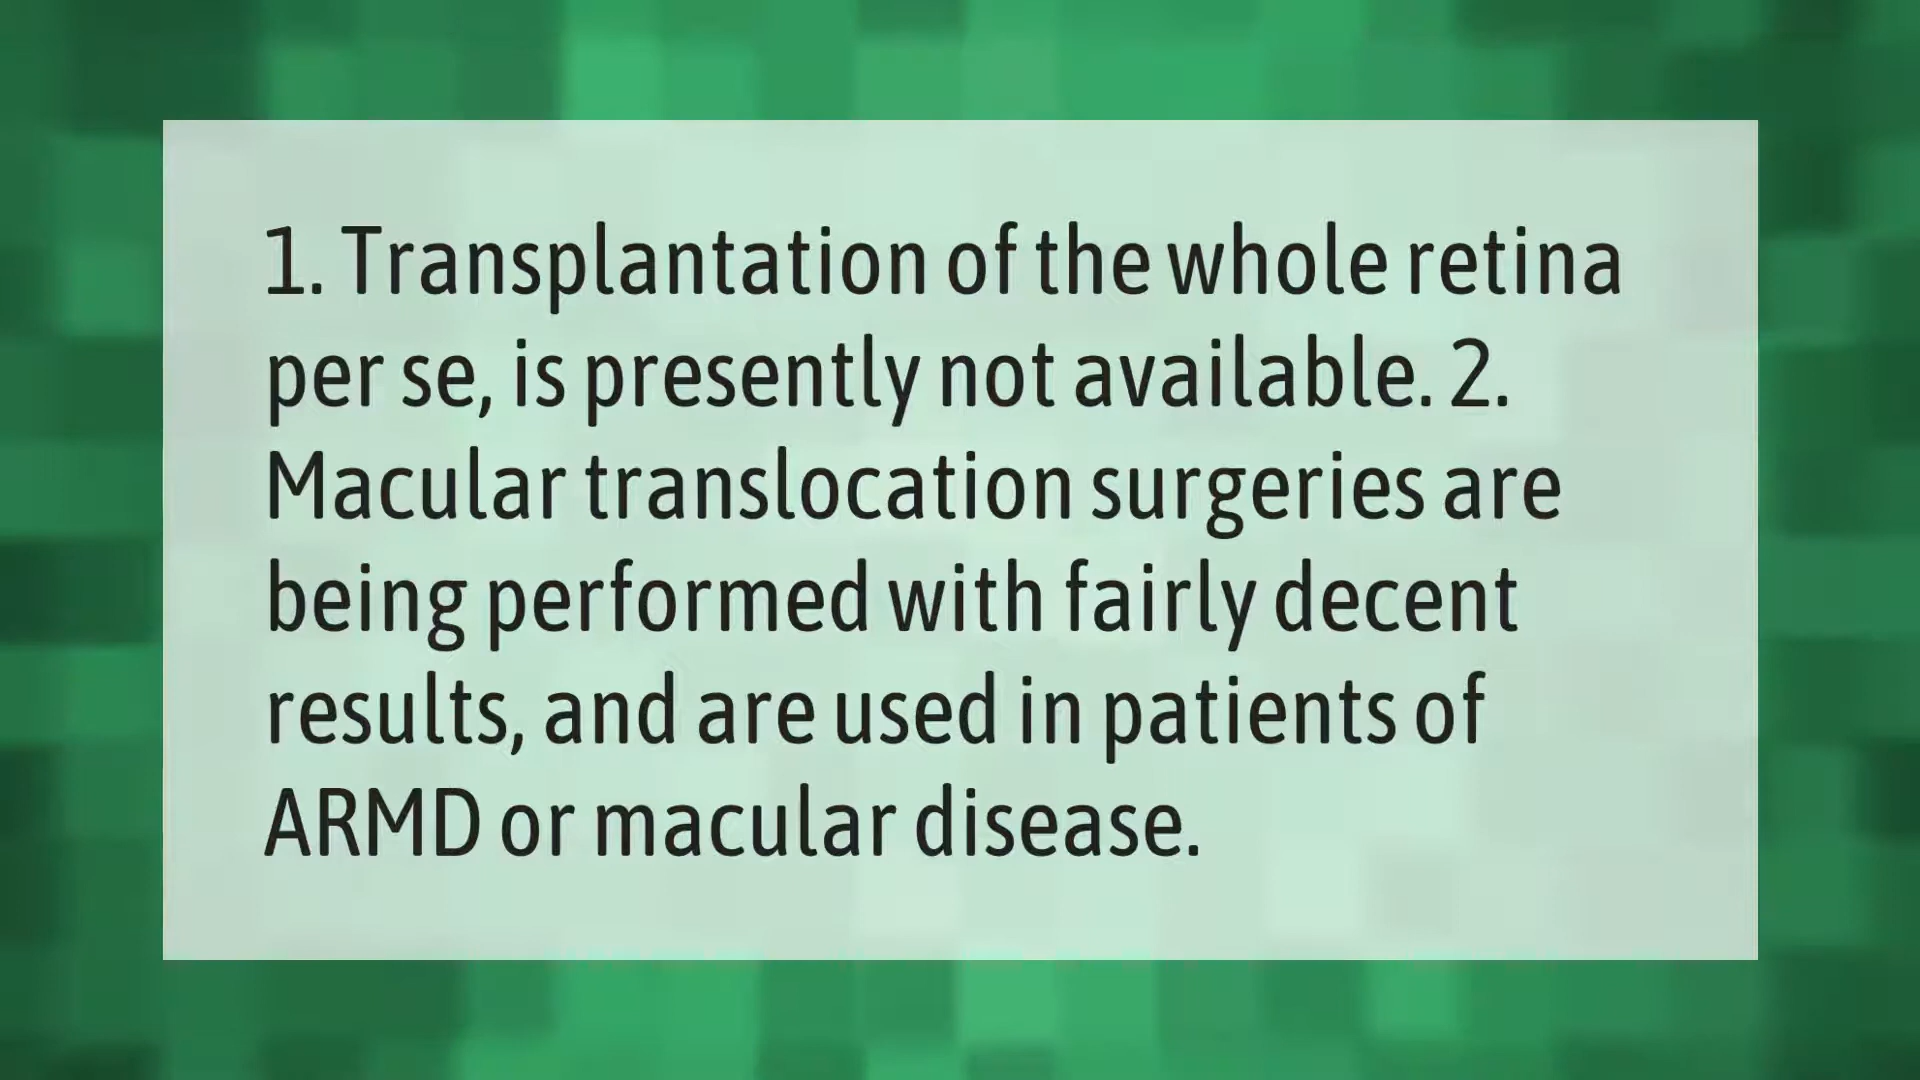 1. Transplantation of the whole retina
per se, is presently not available. 2.
Macular translocation surgeries are
being performed with fairly decent
results, and are used in patients of
ARMD or macular disease.